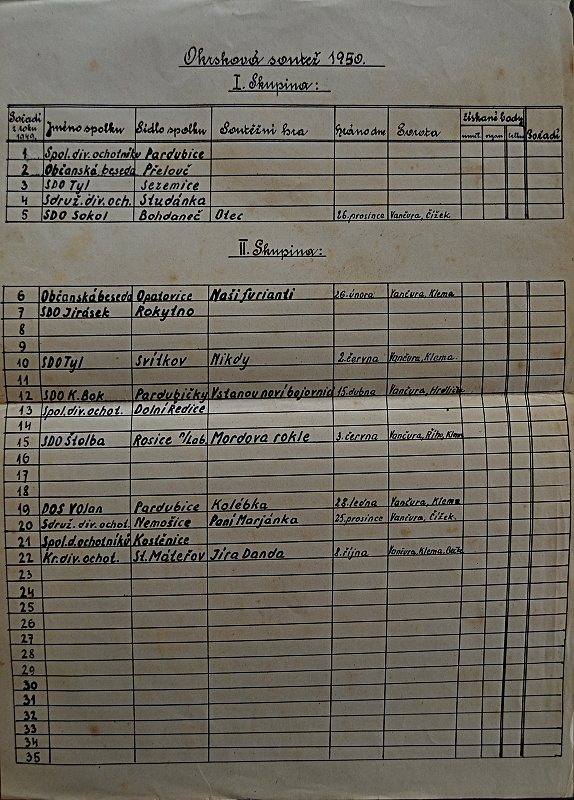 Okrsková soutěž 1950.
I. Skupina:
Pořadí z roku 1949. Jméno spolku Sídlo spolku Soutěžní hra Hráno dne Porota Získané body Pořadí
uměl. organ. celk.
1 Spol. div. ochotníků Pardubice
2 Občanská beseda Přelouč
3 SDO Tyl Sezemice
4 Sdruž. div. och. Studánka
5 SDO Sokol Bohdaneč Otec 26. prosince Vančura, Čížek.
II. Skupina:
6 Občanská beseda Opatovice Naši furianti 26. února Vančura, Klema
7 SDO Jirásek Rokytno
8
9
10 SDO Tyl Svítkov Nikdy 2. června Vančura, Klema.
11
12 SDO K. Bok Pardubičky Vstanou noví bojovníci 15. dubna Vančura,
13 Spol. div. ochot. Dolní Ředice
14
15 SDO Štolba Rosice n/Lab. Mordova rokle 3. června Vančura,
16
17
18
19 DOS Volan Pardubice Kolébka 28. ledna Vančura, Klema
20 Sdruž. div. ochot. Nemošice Paní Marjánka 25. prosince Vančura, Čížek.
21 Spol. d. ochotníků Kostěnice
22 Kr. div. ochot. St. Máteřov Jíra Danda 8. října Vančura, Klema,
23
24
25
26
27
28
29
30
31
32
33
34
35